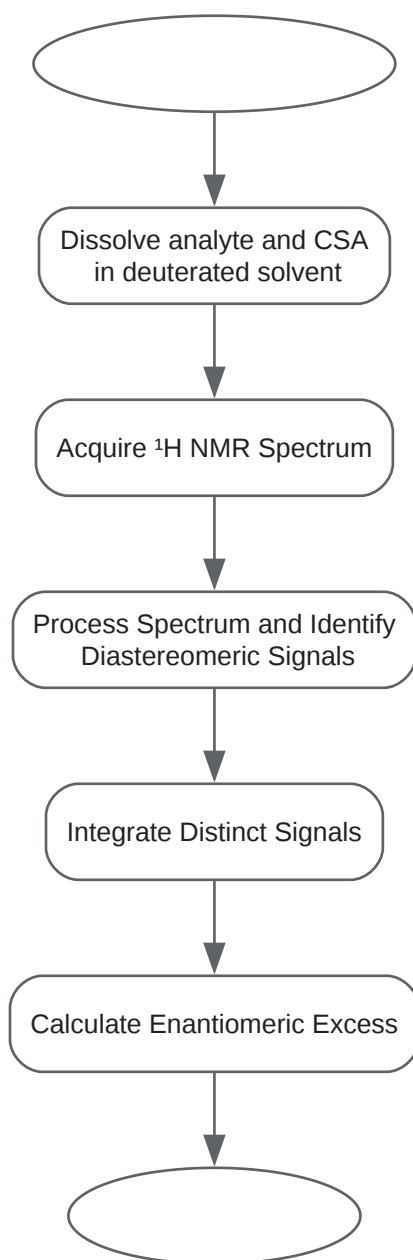 Dissolve analyte and CSA
in deuterated solvent
Acquire ¹H NMR Spectrum
Process Spectrum and Identify
Diastereomeric Signals
Integrate Distinct Signals
Calculate Enantiomeric Excess